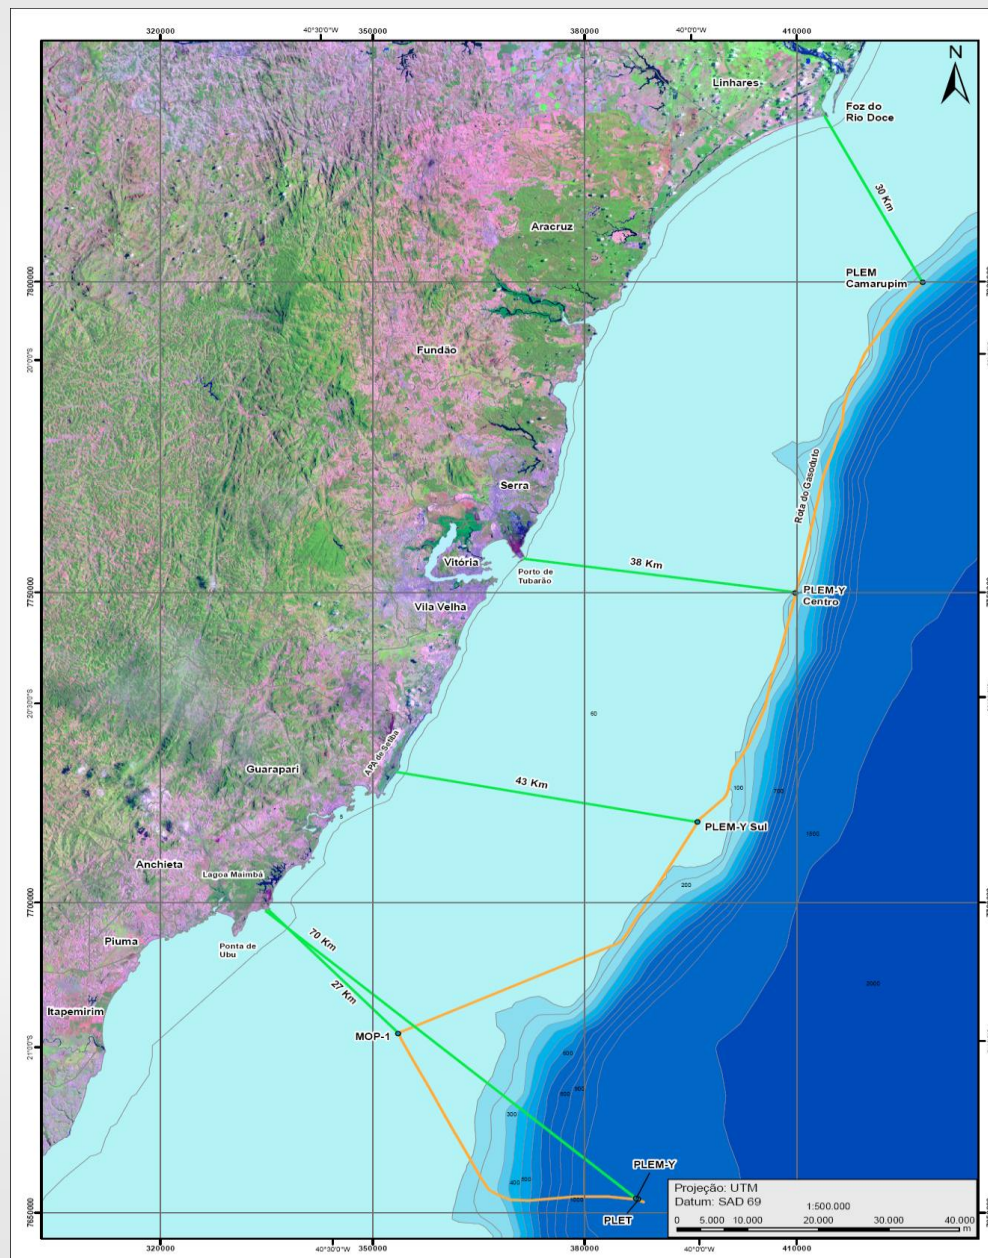 320000
40°30'0"W
350000
380000
40°0'0"W
410000
N
Linhares
Foz do
Rio Doce
30 Km
Aracruz
7800000
PLEM
Camarupim
20°0'0"S
Fundão
Rota do Gasoduto
Serra
38 Km
Vitória
Porto de
Tubarão
7750000
PLEM-Y
Centro
Vila Velha
20°30'0"S
60
APA de Setiba
Guarapari
43 Km
100
700
5
PLEM-Y Sul
1000
Anchieta
Lagoa Maimbá
200
7700000
Ponta de
Ubu
70 Km
Piuma
27 Km
2000
Itapemirim
MOP-1
21°0'0"S
600
300
PLEM-Y
400
PLET
7650000
Projeção: UTM
Datum: SAD 69
1:500.000
0 5.000 10.000 20.000 30.000 40.000
m
320000
40°30'0"W
350000
380000
40°0'0"W
410000